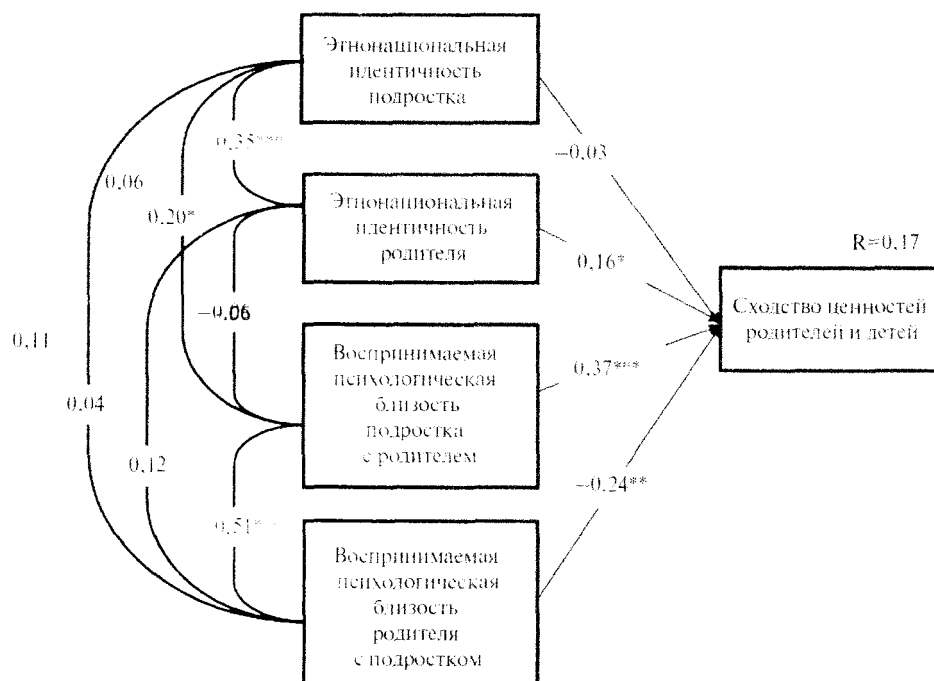 Этнонациональная
идентичность
подростка
0,35***
−0,03
0,06
0,20*
Этнонациональная
идентичность
родителя
R=0,17
0,16*
Сходство ценностей
родителей и детей
−0,06
0,11
Воспринимаемая
психологическая
близость
подростка
с родителем
0,37***
0,04
0,12
−0,24**
0,51*
Воспринимаемая
психологическая
близость
родителя
с подростком